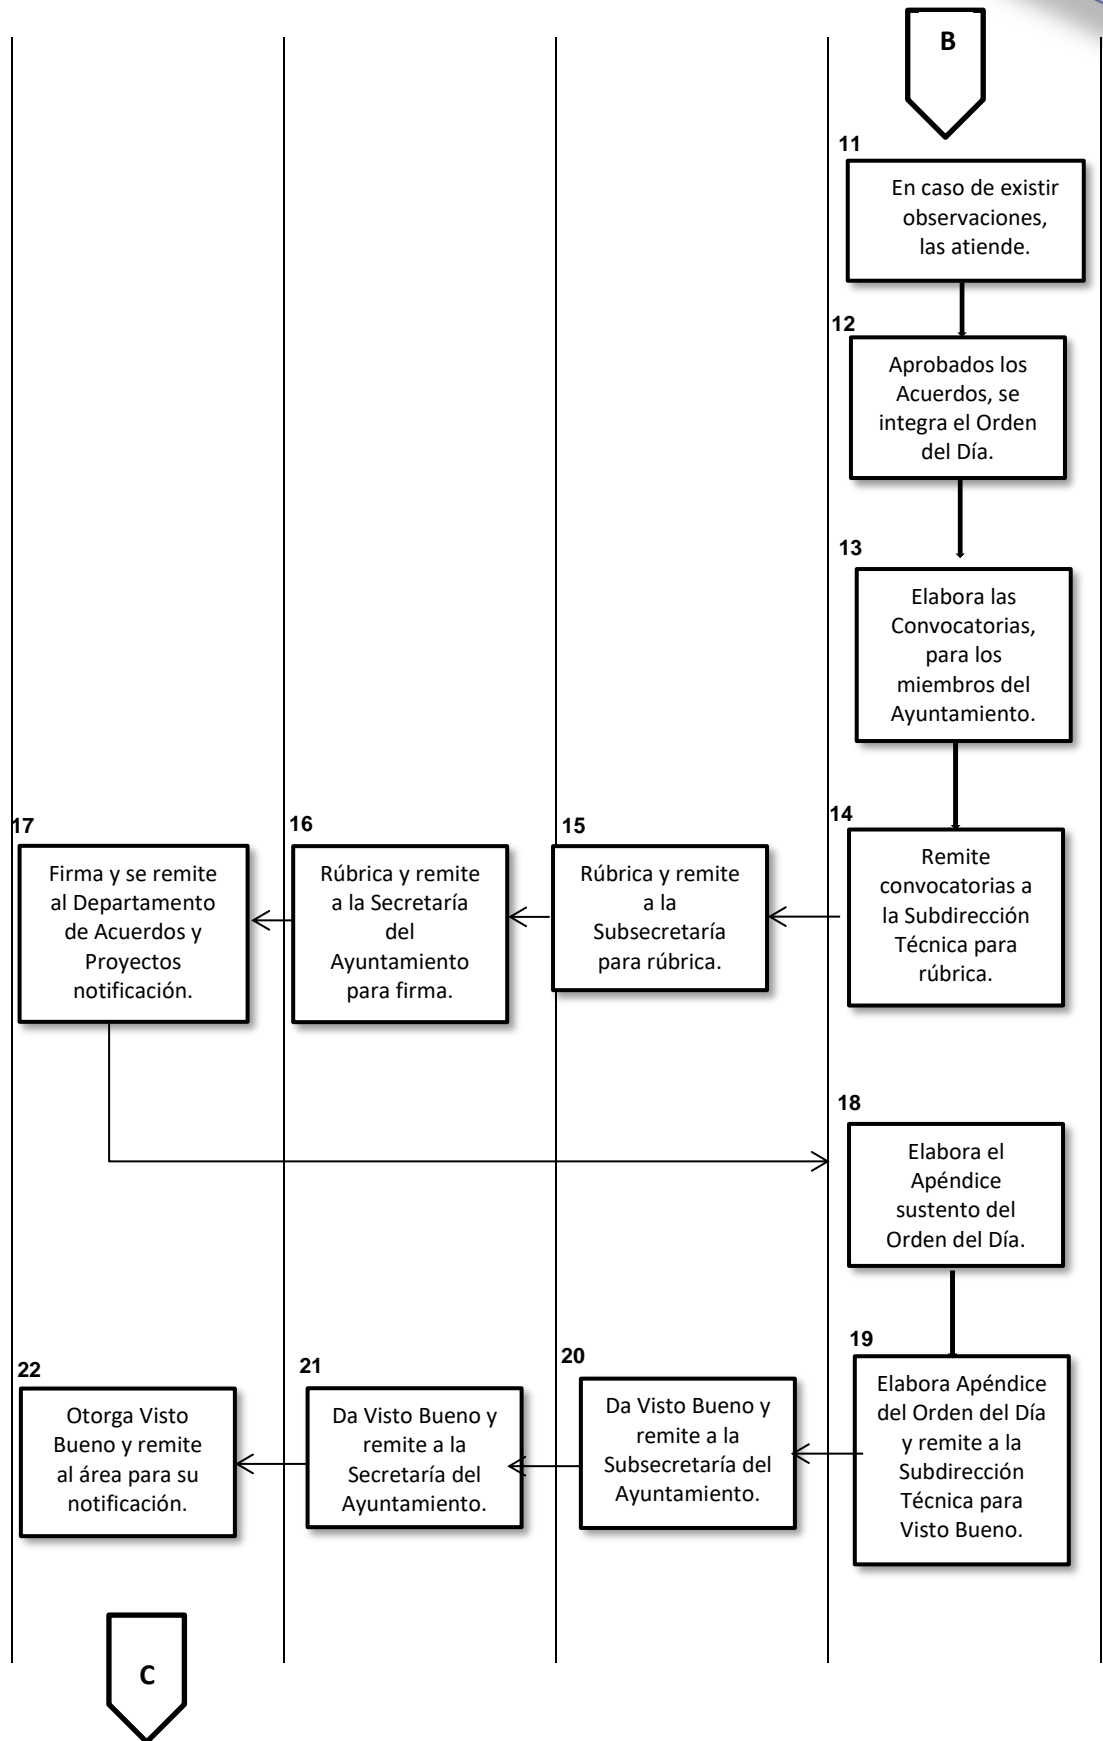 B
11
En caso de existir
observaciones,
las atiende.
12
Aprobados los
Acuerdos, se
integra el Orden
del Día.
13
Elabora las
Convocatorias,
para los
miembros del
Ayuntamiento.
14
Remite
convocatorias a
la Subdirección
Técnica para
rúbrica.
15
Rúbrica y remite
a la
Subsecretaría
para rúbrica.
16
Rúbrica y remite
a la Secretaría
del
Ayuntamiento
para firma.
17
Firma y se remite
al Departamento
de Acuerdos y
Proyectos
notificación.
18
Elabora el
Apéndice
sustento del
Orden del Día.
19
Elabora Apéndice
del Orden del Día
y remite a la
Subdirección
Técnica para
Visto Bueno.
20
Da Visto Bueno y
remite a la
Subsecretaría del
Ayuntamiento.
21
Da Visto Bueno y
remite a la
Secretaría del
Ayuntamiento.
22
Otorga Visto
Bueno y remite
al área para su
notificación.
C